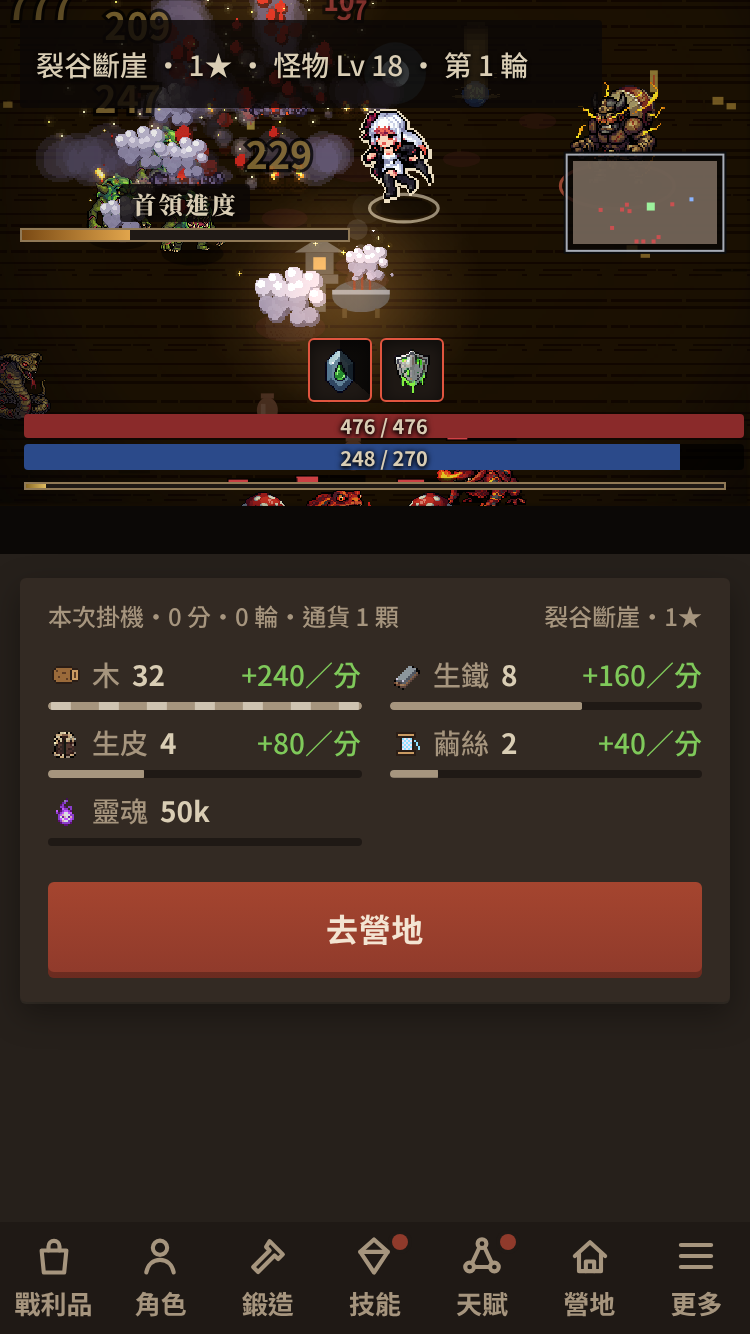 777
209
107
裂谷斷崖 • 1★ • 怪物 Lv 18 • 第 1 輪
247
229
首領進度
476 / 476
248 / 270
本次掛機・0 分・0 輪・通貨 1 顆
裂谷斷崖・1★
木 32 +240／分
生鐵 8 +160／分
生皮 4 +80／分
繭絲 2 +40／分
靈魂 50k
去營地
戰利品
角色
鍛造
技能
天賦
營地
更多